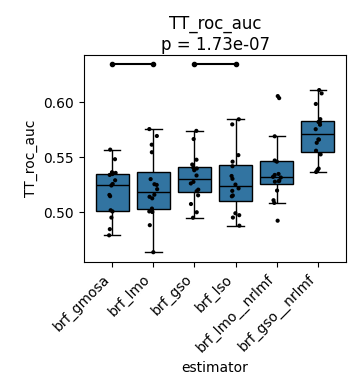 TT_roc_auc
p = 1.73e-07
TT_roc_auc
0.60
0.55
0.50
brf_gmosa
brf_lmo
brf_gso
brf_lso
brf_lmo__nrlmf
brf_gso__nrlmf
estimator